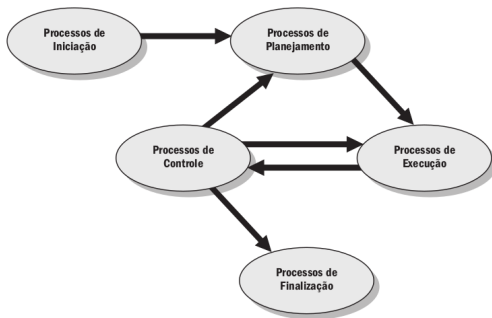 Processos de
Iniciação
Processos de
Planejamento
Processos de
Controle
Processos de
Execução
Processos de
Finalização